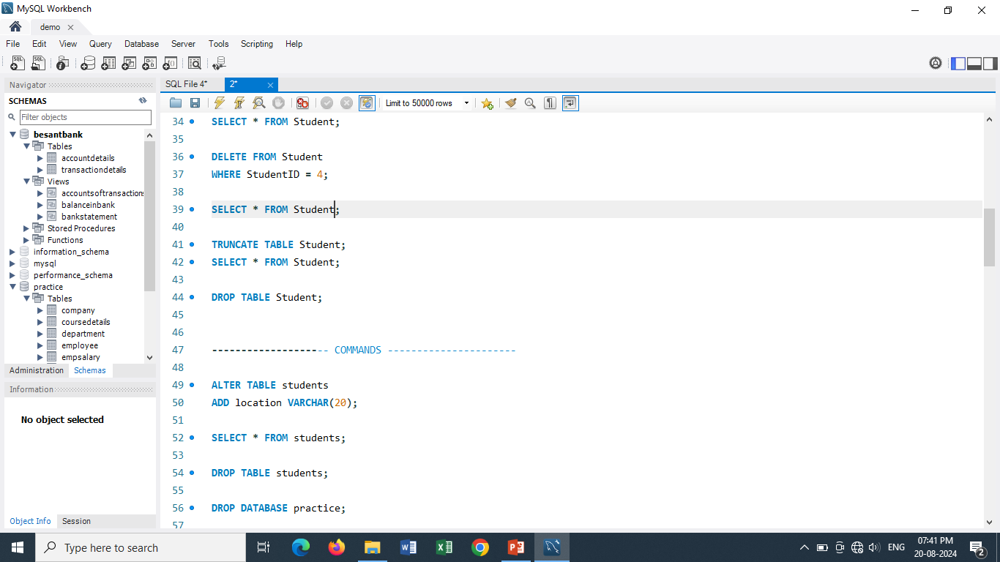 MySQL Workbench
demo
File Edit View Query Database Server Tools Scripting Help
Navigator
SCHEMAS
Filter objects
besantbank
Tables
accountdetails
transactiondetails
Views
accountsoftransactions
balanceinbank
bankstatement
Stored Procedures
Functions
information_schema
mysql
performance_schema
practice
Tables
company
coursedetails
department
employee
empsalary
Administration Schemas
Information
No object selected
Object Info Session
SQL File 4* 2*
Limit to 50000 rows
34 SELECT * FROM Student;
35
36 DELETE FROM Student
37 WHERE StudentID = 4;
38
39 SELECT * FROM Student;
40
41 TRUNCATE TABLE Student;
42 SELECT * FROM Student;
43
44 DROP TABLE Student;
45
46
47 -------------------- COMMANDS ----------------------
48
49 ALTER TABLE students
50 ADD location VARCHAR(20);
51
52 SELECT * FROM students;
53
54 DROP TABLE students;
55
56 DROP DATABASE practice;
57
Type here to search
ENG
07:41 PM
20-08-2024
2